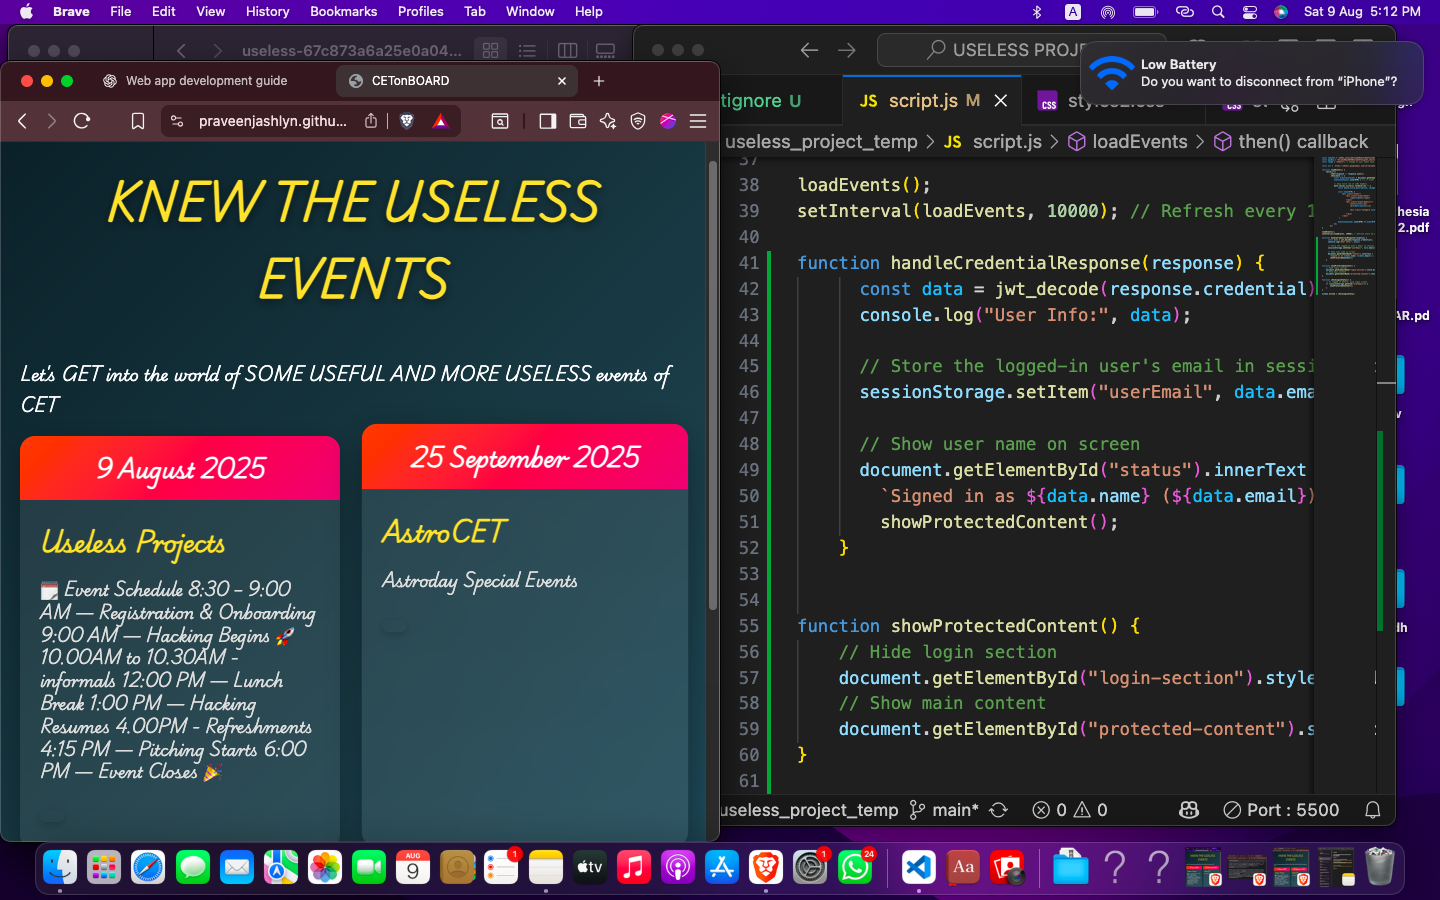 Brave File Edit View History Bookmarks Profiles Tab Window Help
A
Sat 9 Aug 5:12 PM
useless-67c873a6a25e0a04...
USELESS PROJ
Low Battery
Do you want to disconnect from “iPhone”?
Web app development guide
CETonBOARD
praveenjashlyn.githu...
tignore U
JS script.js M
CSS
useless_project_temp > JS script.js > loadEvents > then() callback
KNEW THE USELESS
EVENTS
Let's GET into the world of SOME USEFUL AND MORE USELESS events of
CET
9 August 2025
Useless Projects
🗓️ Event Schedule 8:30 – 9:00
AM — Registration & Onboarding
9:00 AM — Hacking Begins 🚀
10.00AM to 10.30AM -
informals 12:00 PM — Lunch
Break 1:00 PM — Hacking
Resumes 4.00PM - Refreshments
4:15 PM — Pitching Starts 6:00
PM — Event Closes 🎉
25 September 2025
AstroCET
Astroday Special Events
37
38 loadEvents();
39 setInterval(loadEvents, 10000); // Refresh every 1
40
41 function handleCredentialResponse(response) {
42 const data = jwt_decode(response.credential)
43 console.log("User Info:", data);
44
45 // Store the logged-in user's email in sessi
46 sessionStorage.setItem("userEmail", data.ema
47
48 // Show user name on screen
49 document.getElementById("status").innerText
50 `Signed in as ${data.name} (${data.email})
51 showProtectedContent();
52 }
53
54
55 function showProtectedContent() {
56 // Hide login section
57 document.getElementById("login-section").style
58 // Show main content
59 document.getElementById("protected-content").s
60 }
61
useless_project_temp main* 0 0 Port : 5500
hesia
2.pdf
AR.pd
AUG
9
1
tv
1
24
Aa